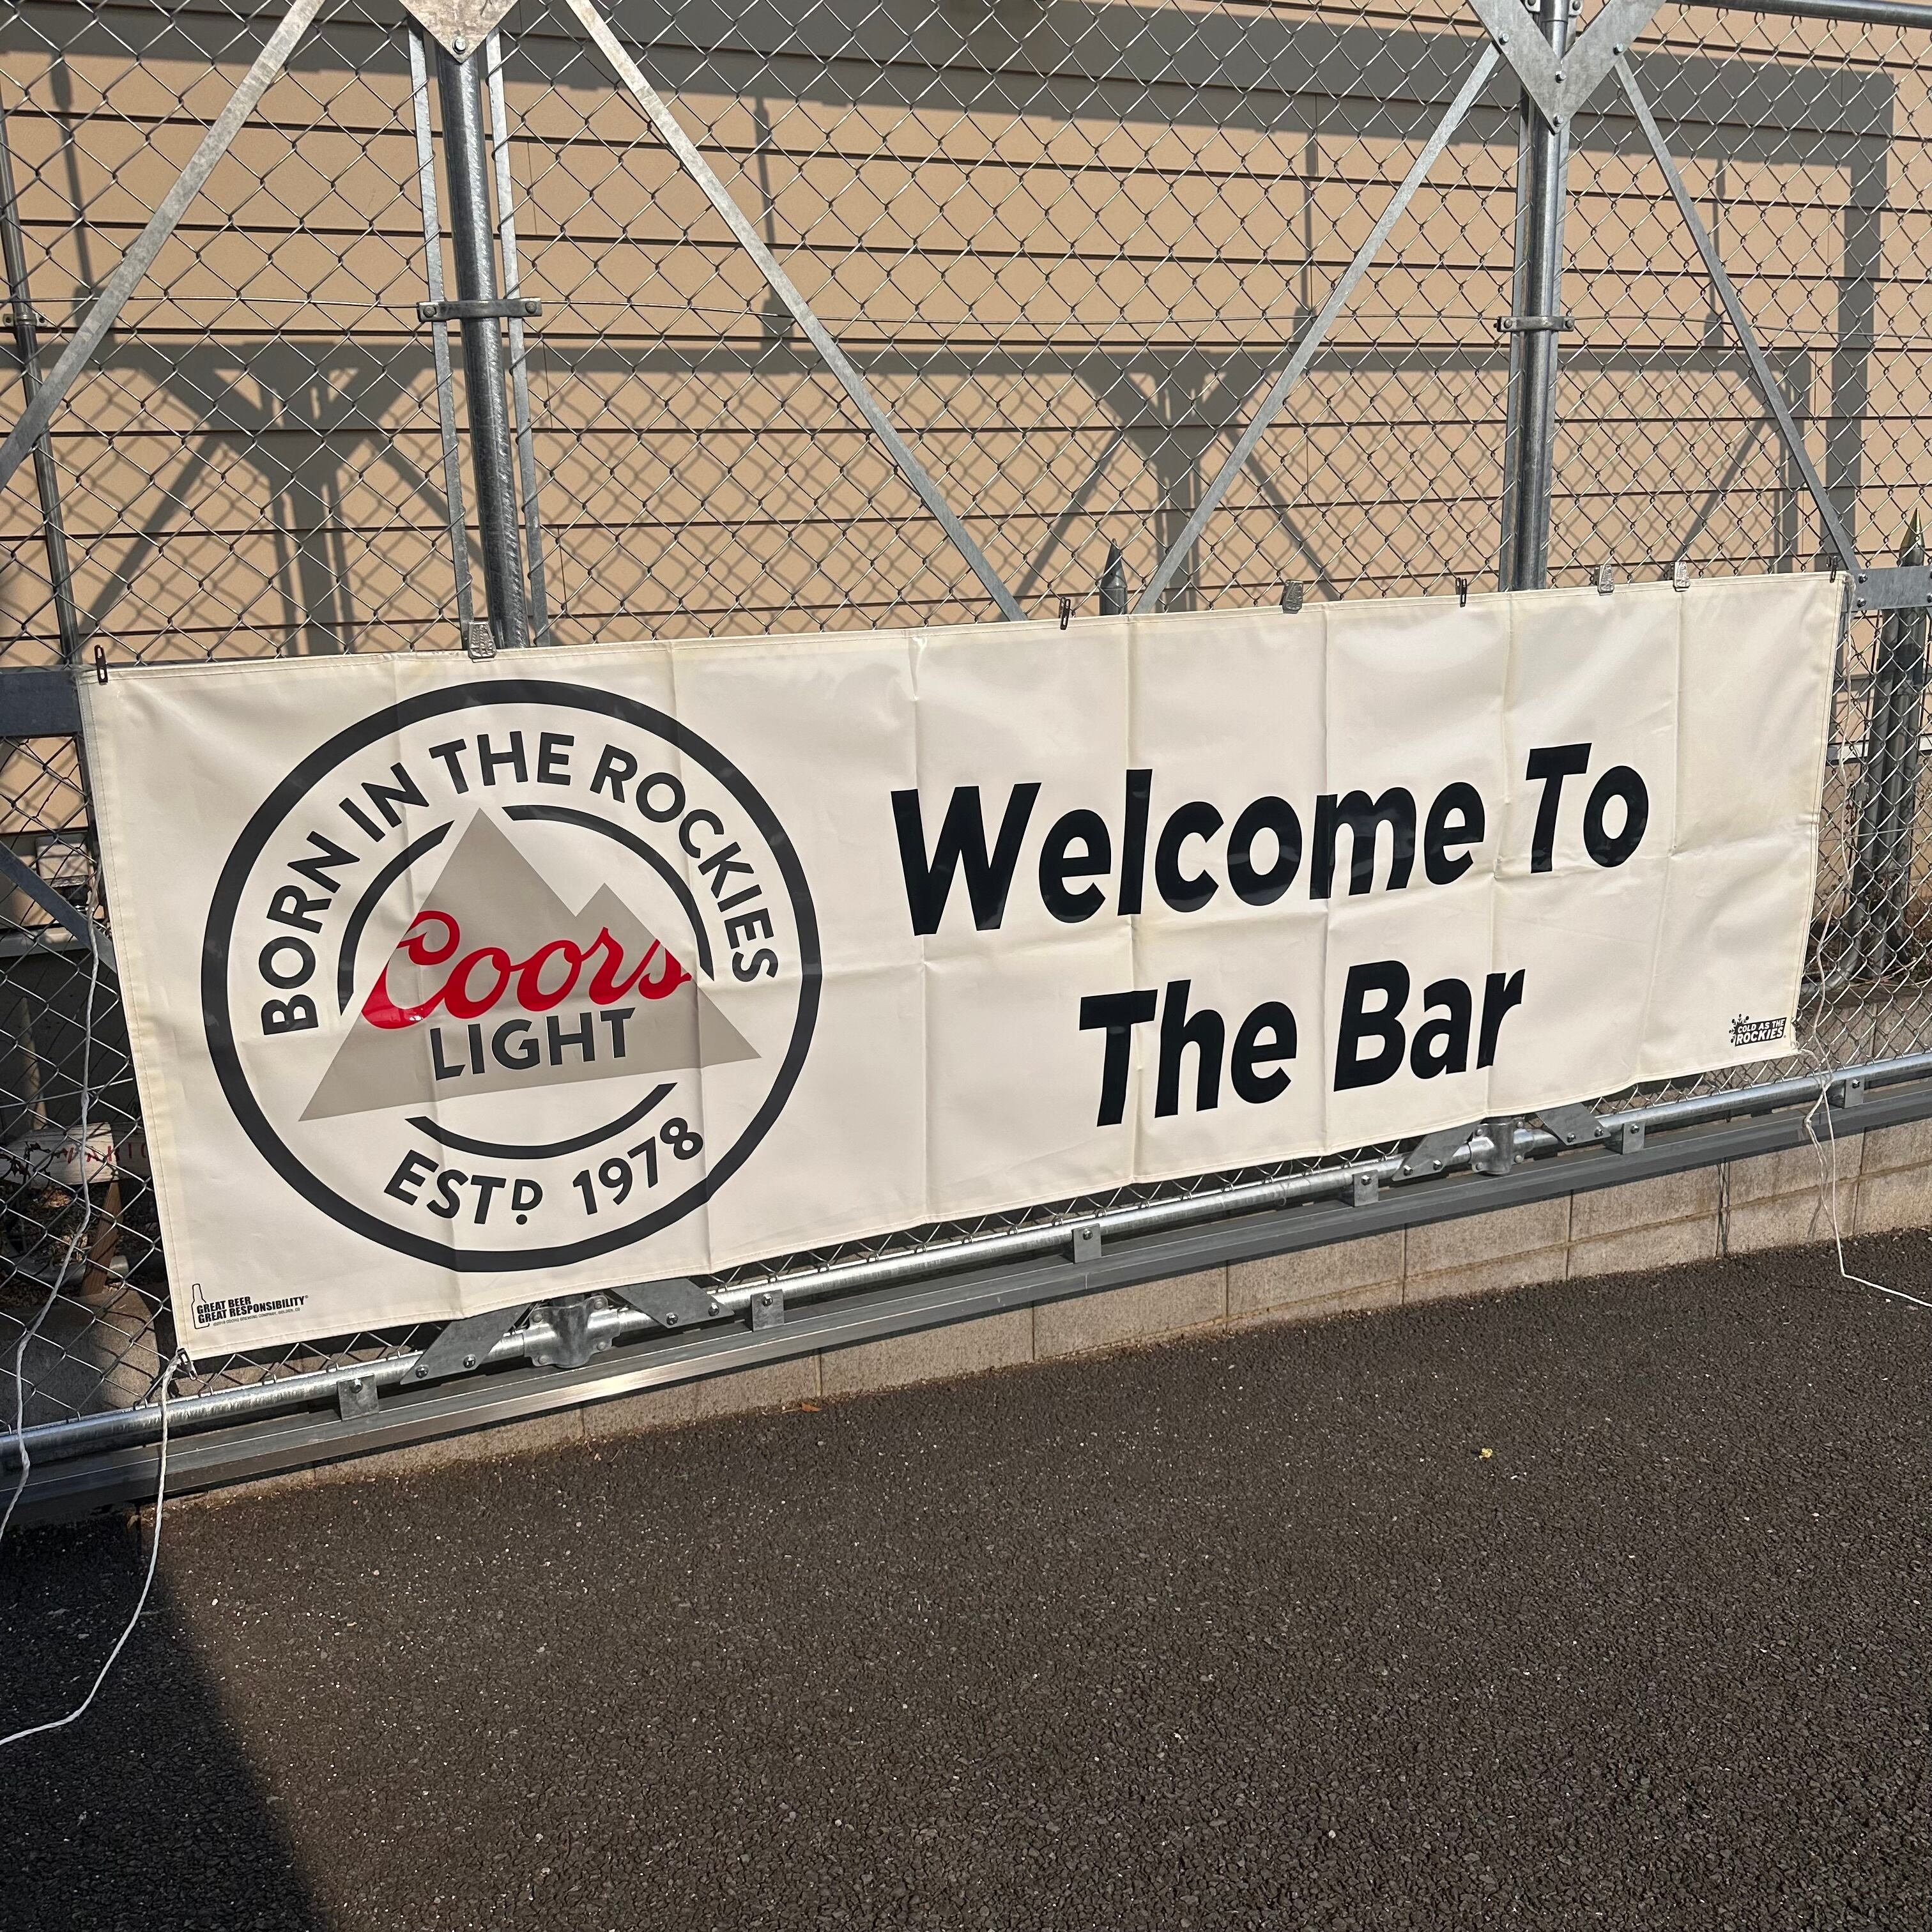 BORN IN THE ROCKIES
Coors
LIGHT
ESTD 1978
Welcome To
The Bar
COLD AS THE
ROCKIES
GREAT BEER
GREAT RESPONSIBILITY®